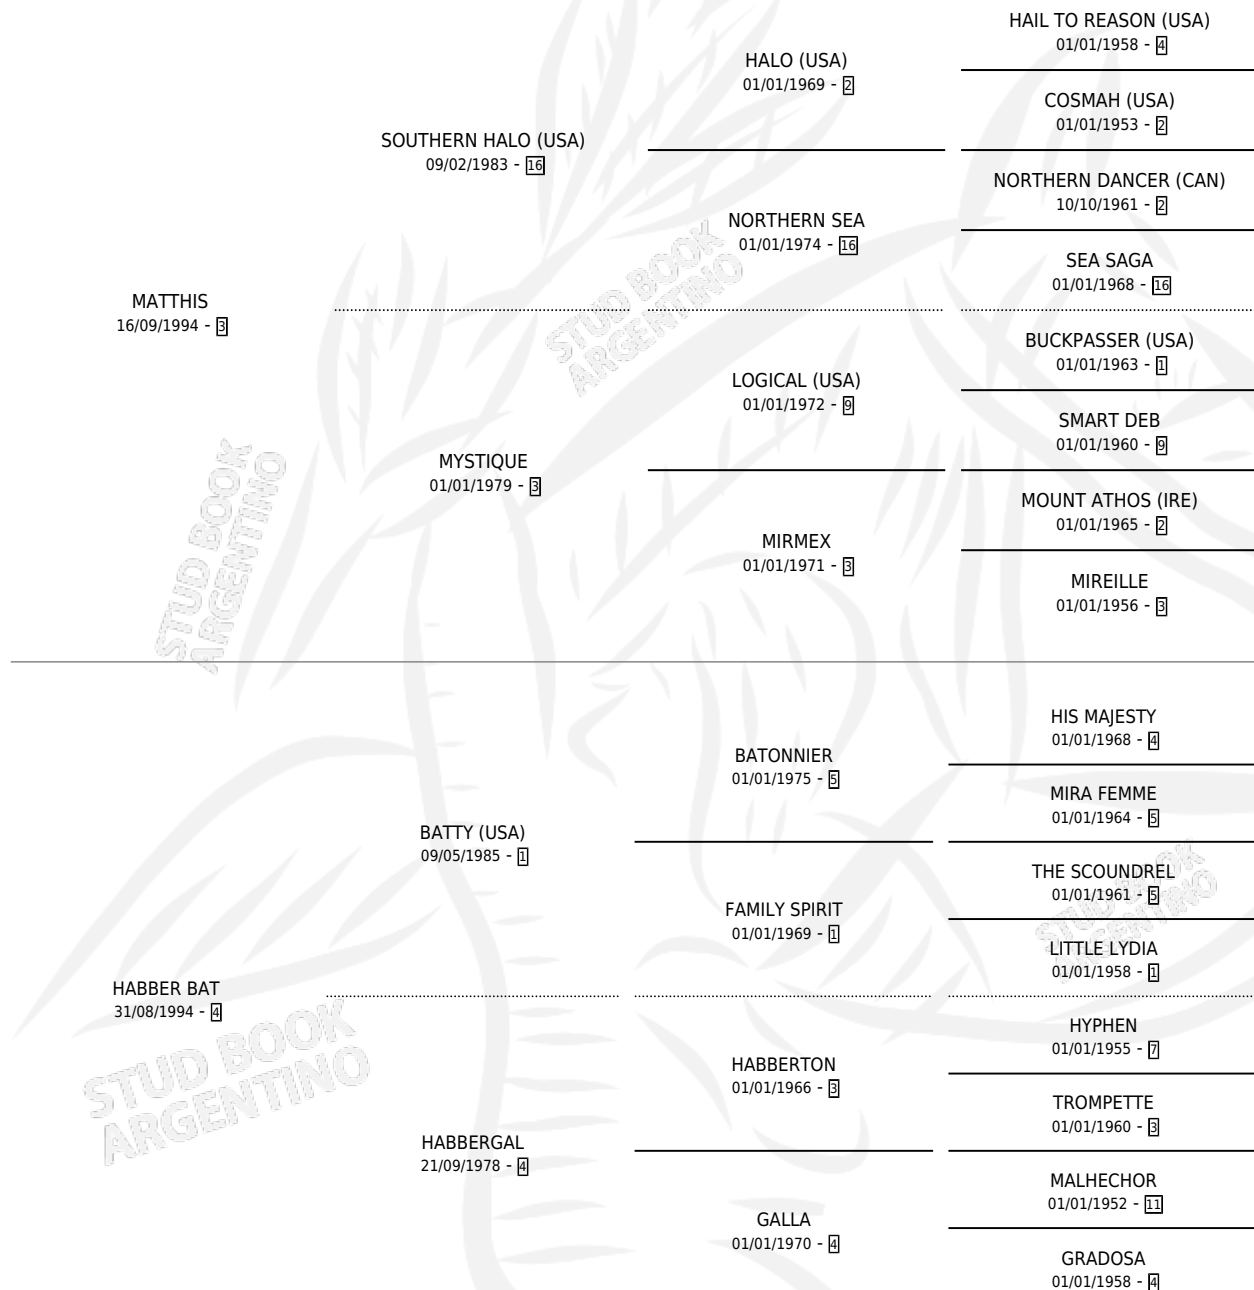 HAIL TO REASON (USA)
01/01/1958 - 4
HALO (USA)
01/01/1969 - 2
COSMAH (USA)
01/01/1953 - 2
SOUTHERN HALO (USA)
09/02/1983 - 16
NORTHERN DANCER (CAN)
10/10/1961 - 2
NORTHERN SEA
01/01/1974 - 16
SEA SAGA
01/01/1968 - 16
MATTHIS
16/09/1994 - 3
STUD BOOK
ARGENTINO
BUCKPASSER (USA)
01/01/1963 - 1
LOGICAL (USA)
01/01/1972 - 9
SMART DEB
01/01/1960 - 9
MYSTIQUE
01/01/1979 - 3
MOUNT ATHOS (IRE)
01/01/1965 - 2
MIRMEX
01/01/1971 - 3
MIREILLE
01/01/1956 - 3
STUD BOOK
ARGENTINO
HIS MAJESTY
01/01/1968 - 4
BATONNIER
01/01/1975 - 5
MIRA FEMME
01/01/1964 - 5
BATTY (USA)
09/05/1985 - 1
THE SCOUNDREL
01/01/1961 - 5
FAMILY SPIRIT
01/01/1969 - 1
LITTLE LYDIA
01/01/1958 - 1
STUD BOOK
ARGENTINO
HABBER BAT
31/08/1994 - 4
HYPHEN
01/01/1955 - 7
HABBERTON
01/01/1966 - 3
TROMPETTE
01/01/1960 - 3
STUD BOOK
ARGENTINO
HABBERGAL
21/09/1978 - 4
MALHECHOR
01/01/1952 - 11
GALLA
01/01/1970 - 4
GRADOSA
01/01/1958 - 4